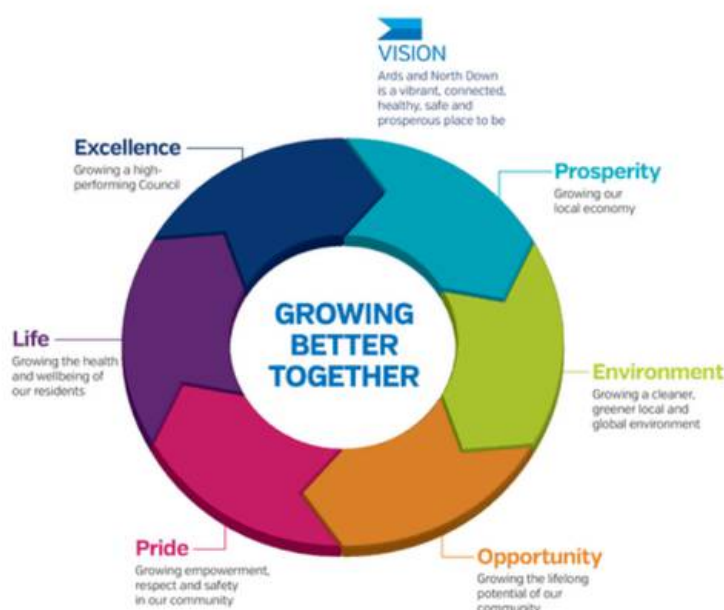 VISION
Ards and North Down
is a vibrant, connected,
healthy, safe and
prosperous place to be
Excellence
Growing a high-
performing Council
Prosperity
Growing our
local economy
GROWING
BETTER
TOGETHER
Life
Growing the health
and wellbeing of
our residents
Environment
Growing a cleaner,
greener local and
global environment
Pride
Growing empowerment,
respect and safety
in our community
Opportunity
Growing the lifelong
potential of our
community